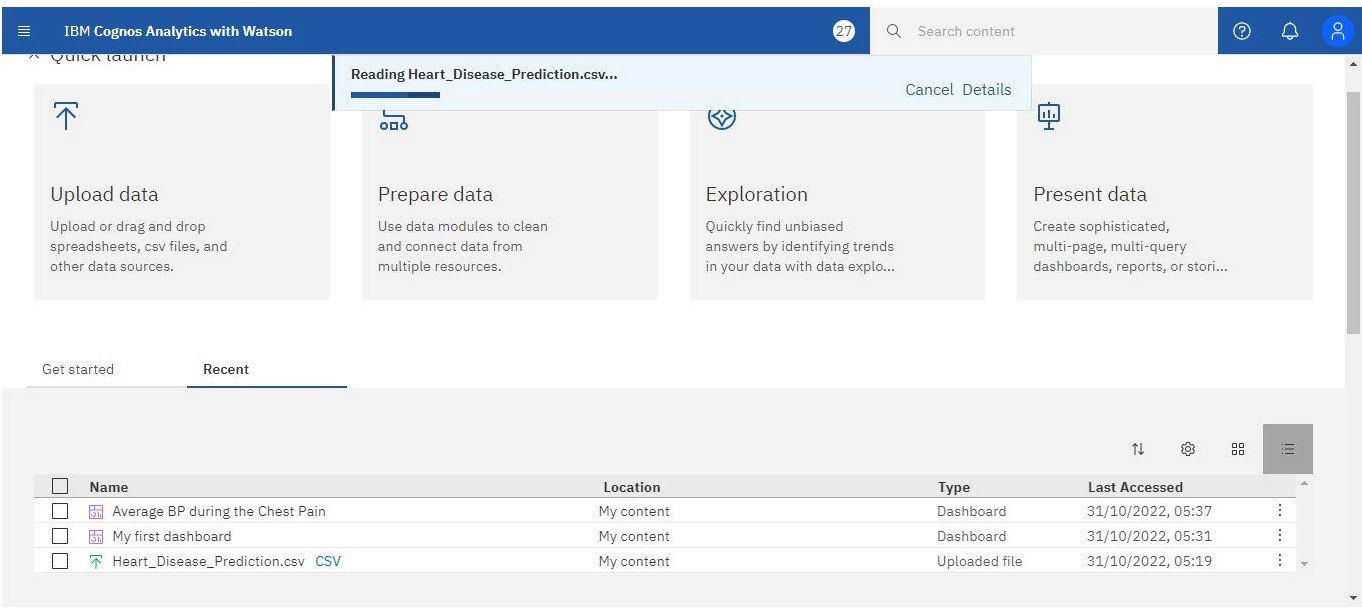 IBM Cognos Analytics with Watson
27
Search content
Quick launch
Reading Heart_Disease_Prediction.csv...
Cancel Details
Upload data
Upload or drag and drop
spreadsheets, csv files, and
other data sources.
Prepare data
Use data modules to clean
and connect data from
multiple resources.
Exploration
Quickly find unbiased
answers by identifying trends
in your data with data explo...
Present data
Create sophisticated,
multi-page, multi-query
dashboards, reports, or stori...
Get started
Recent
Name Location Type Last Accessed
Average BP during the Chest Pain My content Dashboard 31/10/2022, 05:37
My first dashboard My content Dashboard 31/10/2022, 05:31
Heart_Disease_Prediction.csv CSV My content Uploaded file 31/10/2022, 05:19